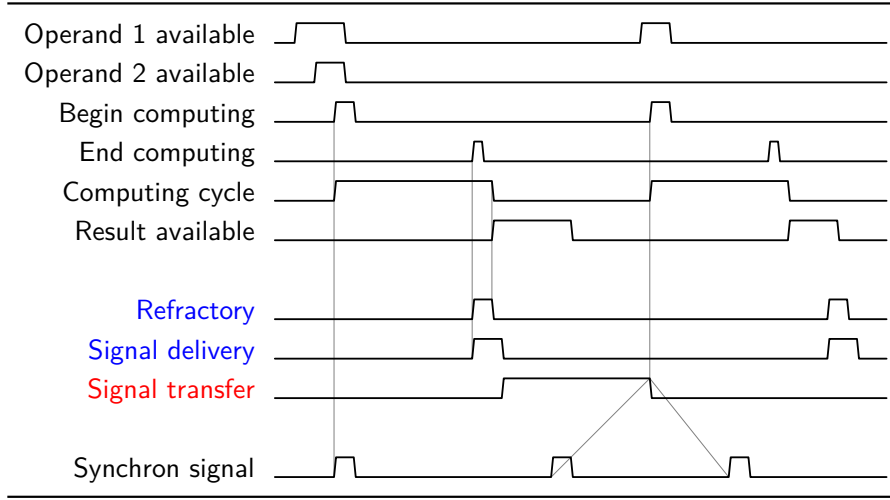 Operand 1 available
Operand 2 available
Begin computing
End computing
Computing cycle
Result available
Refractory
Signal delivery
Signal transfer
Synchron signal